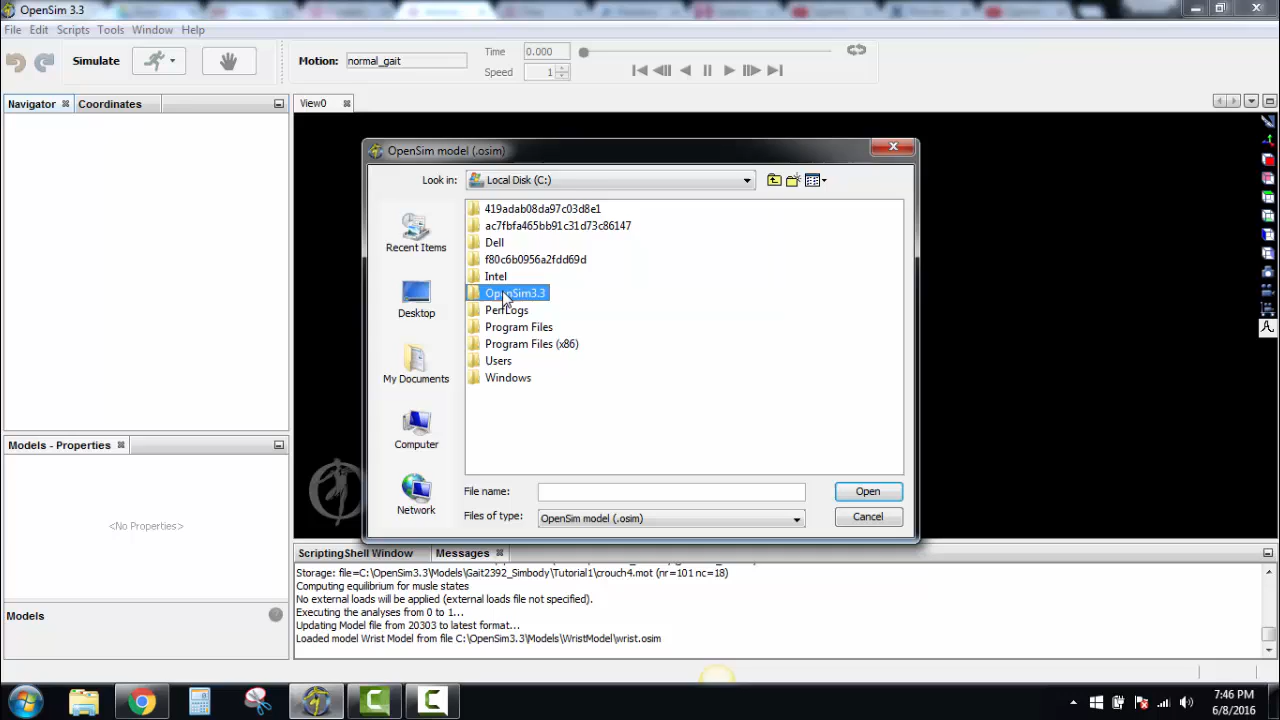 OpenSim 3.3
File Edit Scripts Tools Window Help
Simulate Motion: normal_gait Time 0.000
Speed 1
Navigator Coordinates View0
OpenSim model (.osim)
Look in: Local Disk (C:)
Recent Items
Desktop
My Documents
Computer
Network
419adab08da97c03d8e1
ac7fbfa465bb91c31d73c86147
Dell
f80c6b0956a2fdd69d
Intel
OpenSim3.3
PerfLogs
Program Files
Program Files (x86)
Users
Windows
File name: Open
Files of type: OpenSim model (.osim) Cancel
Models - Properties
<No Properties>
Models
ScriptingShell Window Messages
Storage: file=C:\OpenSim3.3\Models\Gait2392_Simbody\Tutorial1\crouch4.mot (nr=101 nc=18)
Computing equilibrium for musle states
No external loads will be applied (external loads file not specified).
Executing the analyses from 0 to 1...
Updating Model file from 20303 to latest format...
Loaded model Wrist Model from file C:\OpenSim3.3\Models\WristModel\wrist.osim
7:46 PM
6/8/2016